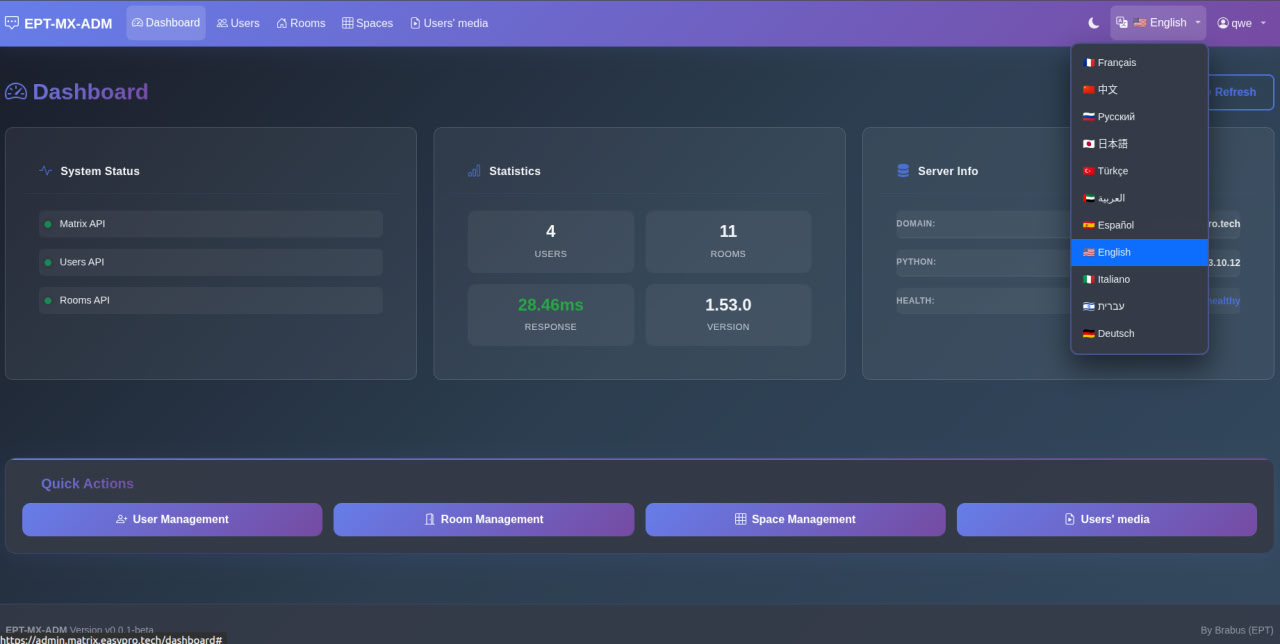 EPT-MX-ADM Dashboard Users Rooms Spaces Users' media English qwe
Français
中文
Русский
日本語
Türkçe
العربية
Español
English
Italiano
עברית
Deutsch
Dashboard
Refresh
System Status
Matrix API
Users API
Rooms API
Statistics
4
USERS
11
ROOMS
28.46ms
RESPONSE
1.53.0
VERSION
Server Info
DOMAIN: ro.tech
PYTHON: 3.10.12
HEALTH: healthy
Quick Actions
User Management
Room Management
Space Management
Users' media
EPT-MX-ADM Version v0.0.1-beta
By Brabus (EPT)
https://admin.matrix.easypro.tech/dashboard#